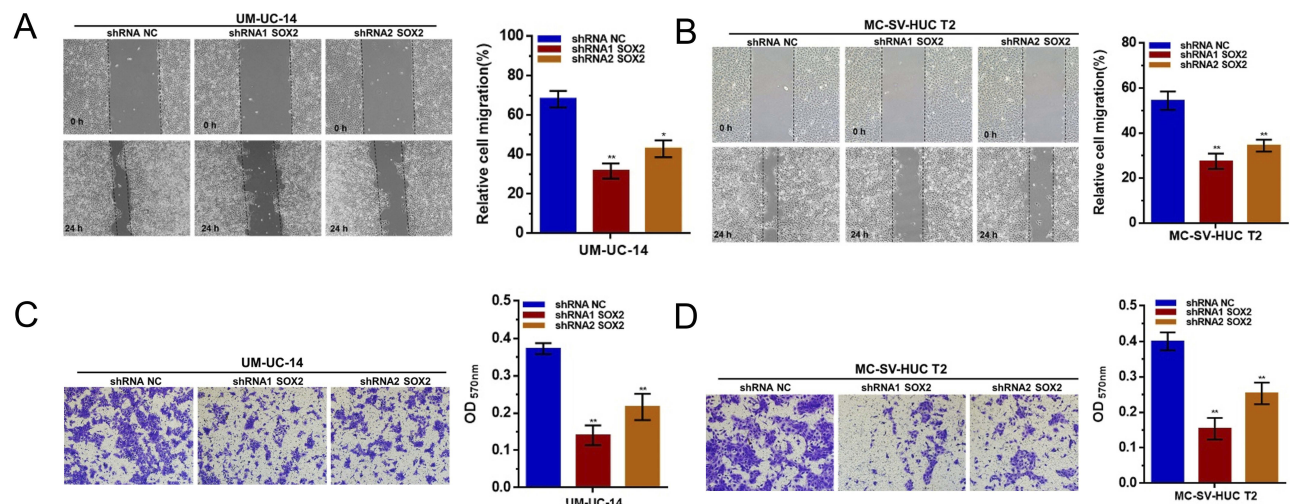 A
UM-UC-14
shRNA NC shRNA1 SOX2 shRNA2 SOX2
0 h 0 h 0 h
24 h 24 h 24 h
Relative cell migration(%)
100
80
60
40
20
0
shRNA NC
shRNA1 SOX2
shRNA2 SOX2
**
*
UM-UC-14
B
MC-SV-HUC T2
shRNA NC shRNA1 SOX2 shRNA2 SOX2
0 h 0 h 0 h
24 h 24 h 24 h
Relative cell migration(%)
80
60
40
20
0
shRNA NC
shRNA1 SOX2
shRNA2 SOX2
**
**
MC-SV-HUC T2
C
UM-UC-14
shRNA NC shRNA1 SOX2 shRNA2 SOX2
OD 570nm
0.5
0.4
0.3
0.2
0.1
0.0
shRNA NC
shRNA1 SOX2
shRNA2 SOX2
**
**
UM-UC-14
D
MC-SV-HUC T2
shRNA NC shRNA1 SOX2 shRNA2 SOX2
OD 570nm
0.5
0.4
0.3
0.2
0.1
0.0
shRNA NC
shRNA1 SOX2
shRNA2 SOX2
**
**
MC-SV-HUC T2